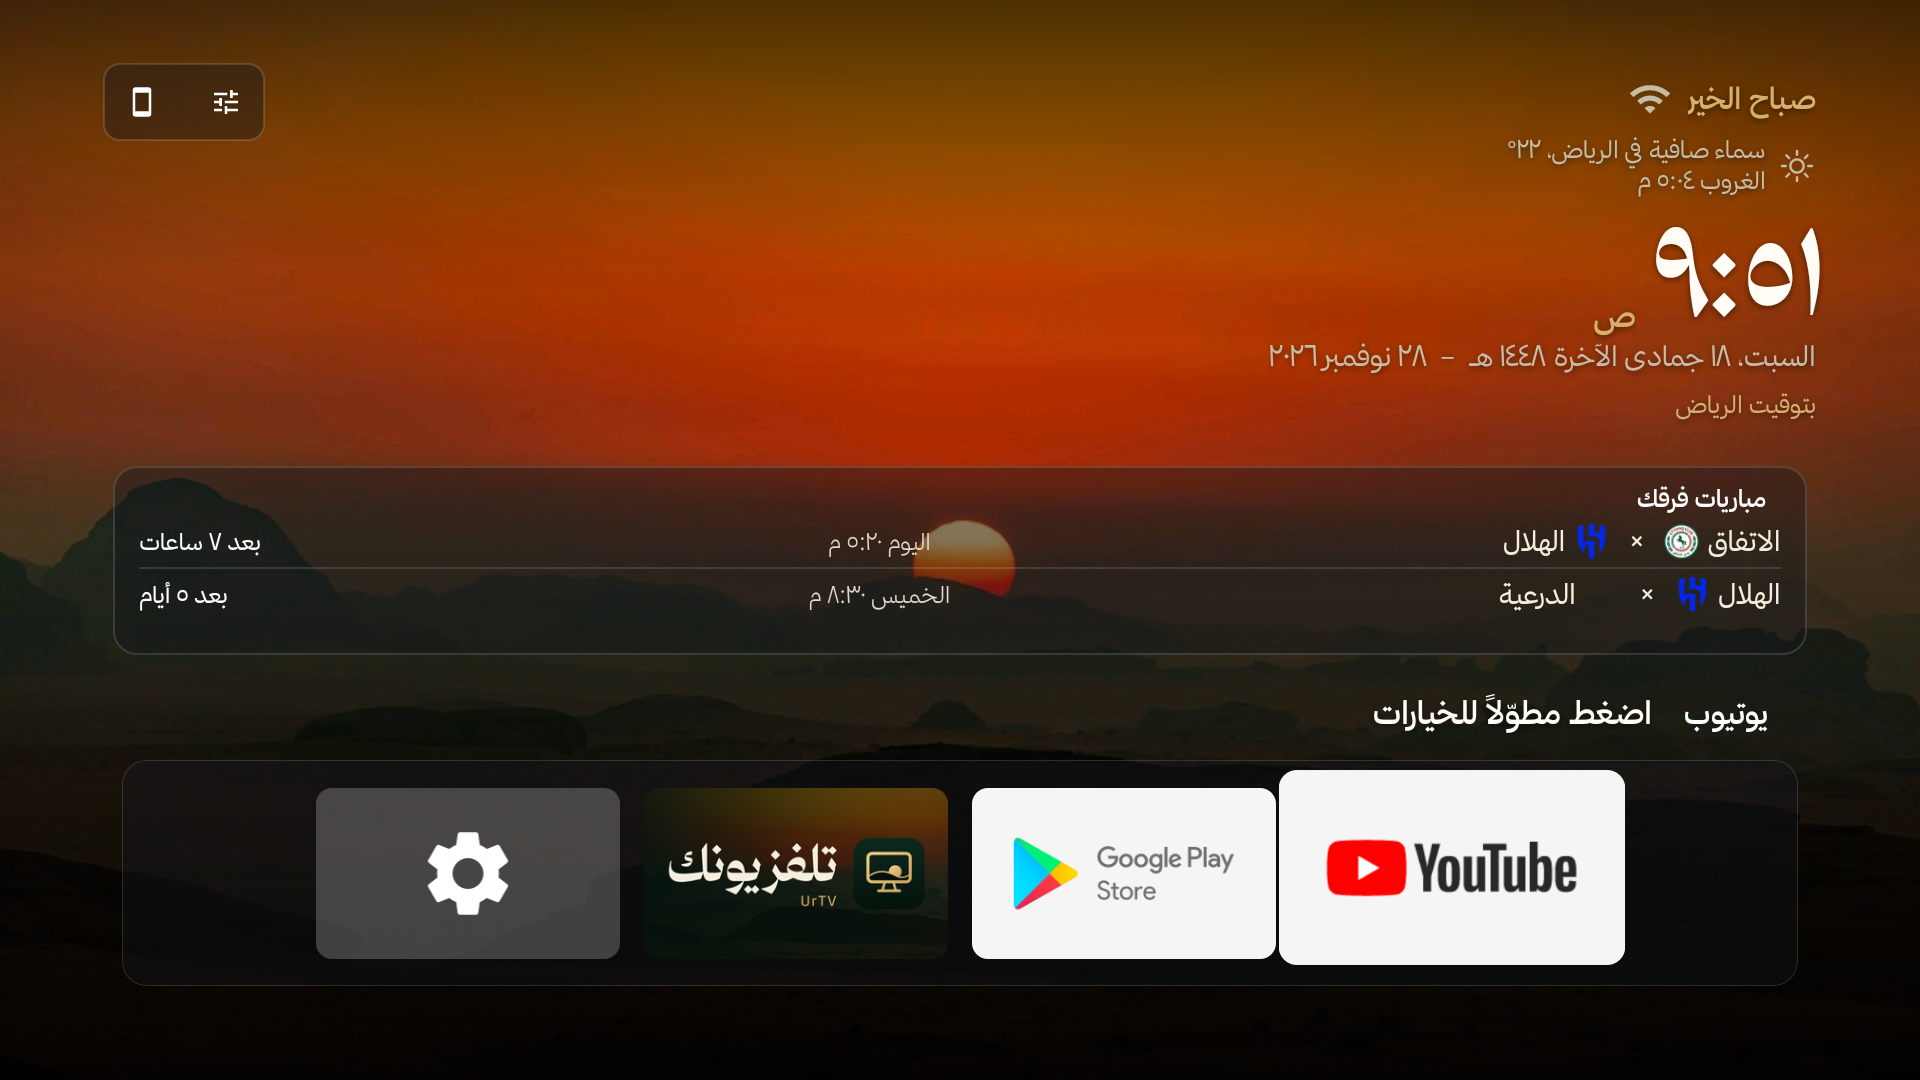 صباح الخير
سماء صافية في الرياض، ٢٢°
الغروب ٥:٠٤ م
٩:٥١ ص
السبت، ١٨ جمادى الآخرة ١٤٤٨ هـ – ٢٨ نوفمبر ٢٠٢٦
بتوقيت الرياض
مباريات فرقك
الاتفاق × الهلال اليوم ٥:٢٠ م بعد ٧ ساعات
الهلال × الدرعية الخميس ٨:٣٠ م بعد ٥ أيام
يوتيوب اضغط مطوّلاً للخيارات
YouTube
Google Play
Store
تلفزيونك
UrTV